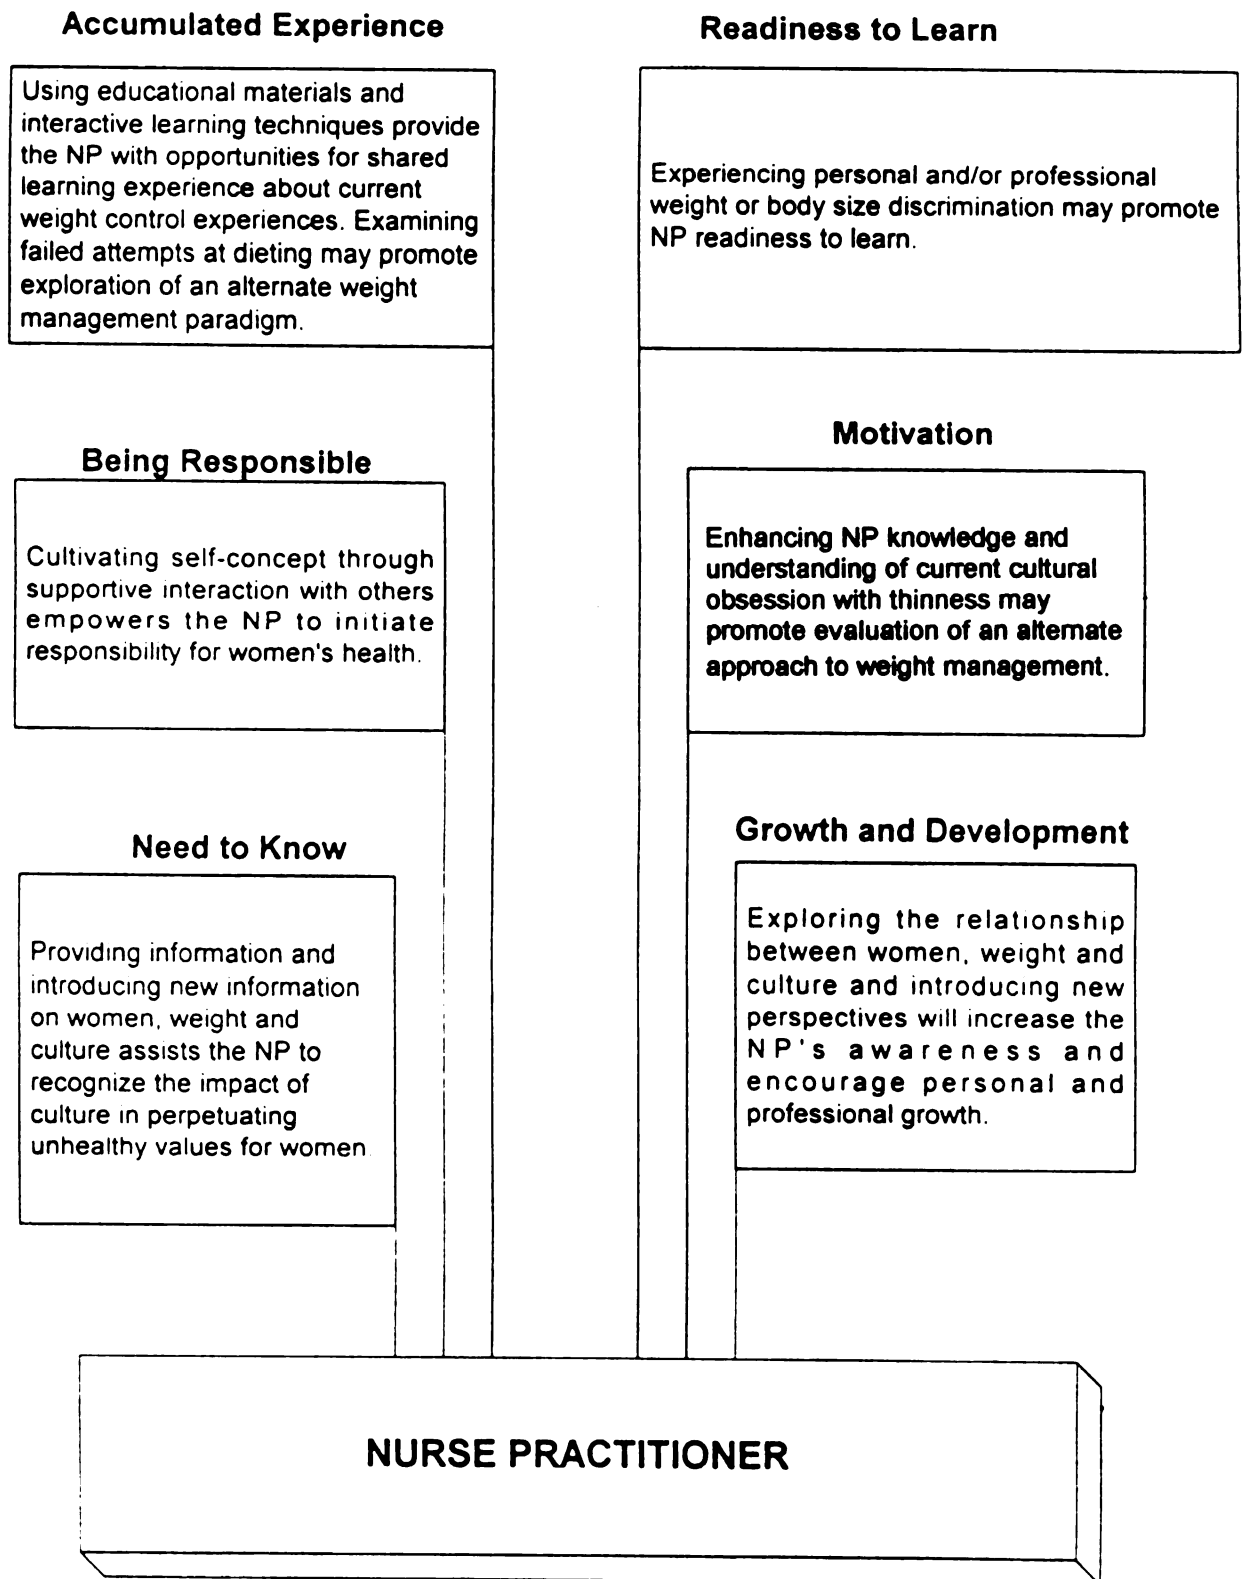 Accumulated Experience
Using educational materials and
interactive learning techniques provide
the NP with opportunities for shared
learning experience about current
weight control experiences. Examining
failed attempts at dieting may promote
exploration of an alternate weight
management paradigm.
Readiness to Learn
Experiencing personal and/or professional
weight or body size discrimination may promote
NP readiness to learn.
Being Responsible
Cultivating self-concept through
supportive interaction with others
empowers the NP to initiate
responsibility for women's health.
Motivation
Enhancing NP knowledge and
understanding of current cultural
obsession with thinness may
promote evaluation of an alternate
approach to weight management.
Need to Know
Providing information and
introducing new information
on women, weight and
culture assists the NP to
recognize the impact of
culture in perpetuating
unhealthy values for women.
Growth and Development
Exploring the relationship
between women, weight and
culture and introducing new
perspectives will increase the
NP's awareness and
encourage personal and
professional growth.
NURSE PRACTITIONER